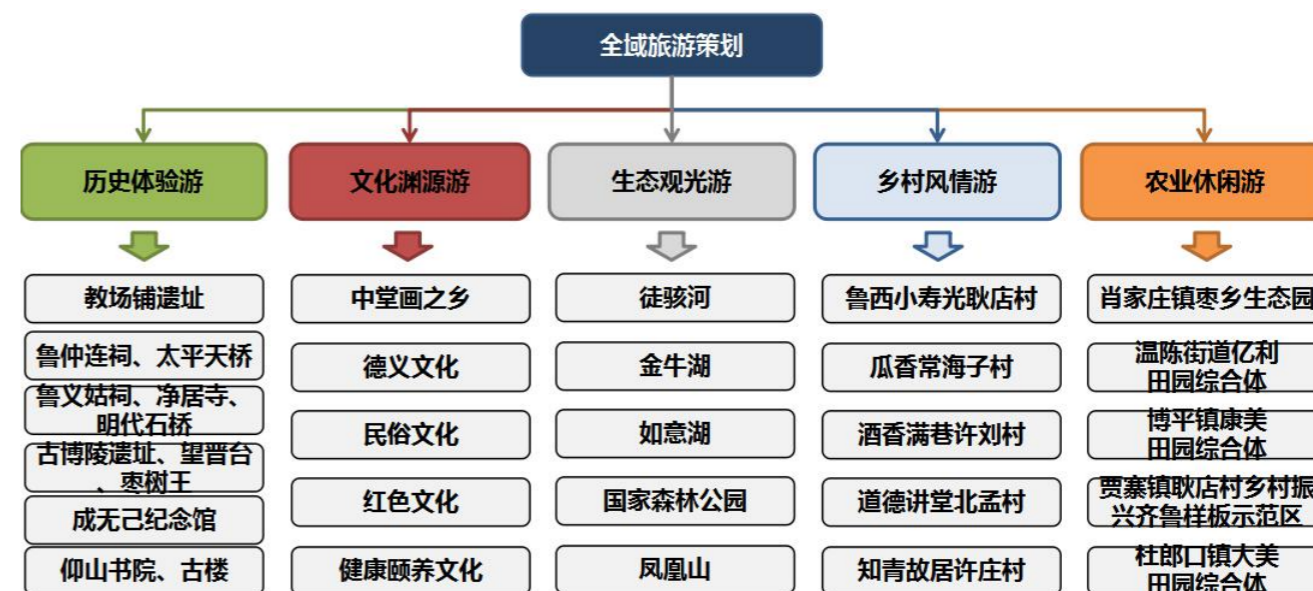 全域旅游策划
历史体验游
文化渊源游
生态观光游
乡村风情游
农业休闲游
教场铺遗址
鲁仲连祠、太平天桥
鲁义姑祠、净居寺、
明代石桥
古博陵遗址、望晋台
、枣树王
成无己纪念馆
仰山书院、古楼
中堂画之乡
德义文化
民俗文化
红色文化
健康颐养文化
徒骇河
金牛湖
如意湖
国家森林公园
凤凰山
鲁西小寿光耿店村
瓜香常海子村
酒香满巷许刘村
道德讲堂北孟村
知青故居许庄村
肖家庄镇枣乡生态园
温陈街道亿利
田园综合体
博平镇康美
田园综合体
贾寨镇耿店村乡村振
兴齐鲁样板示范区
杜郎口镇大美
田园综合体